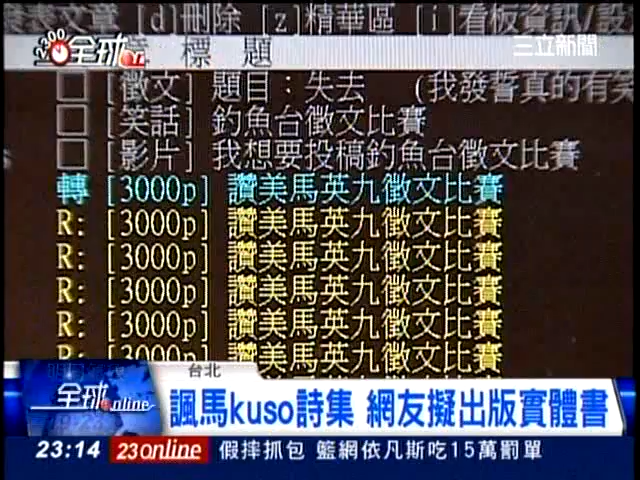 發表文章 [d]刪除 [z]精華區 [i]看板資訊/設
2300 全球
標 題
三立新聞
□ [徵文] 題目：失去 (我發誓真的有笑
□ [笑話] 釣魚台徵文比賽
□ [影片] 我想要投稿釣魚台徵文比賽
轉 [3000p] 讚美馬英九徵文比賽
R: [3000p] 讚美馬英九徵文比賽
R: [3000p] 讚美馬英九徵文比賽
R: [3000p] 讚美馬英九徵文比賽
R: [3000p] 讚美馬英九徵文比賽
R: [3000p] 讚美馬英九徵文比賽
台北
全球online
諷馬kuso詩集 網友擬出版實體書
23:14 23online 假摔抓包 籃網依凡斯吃15萬罰單